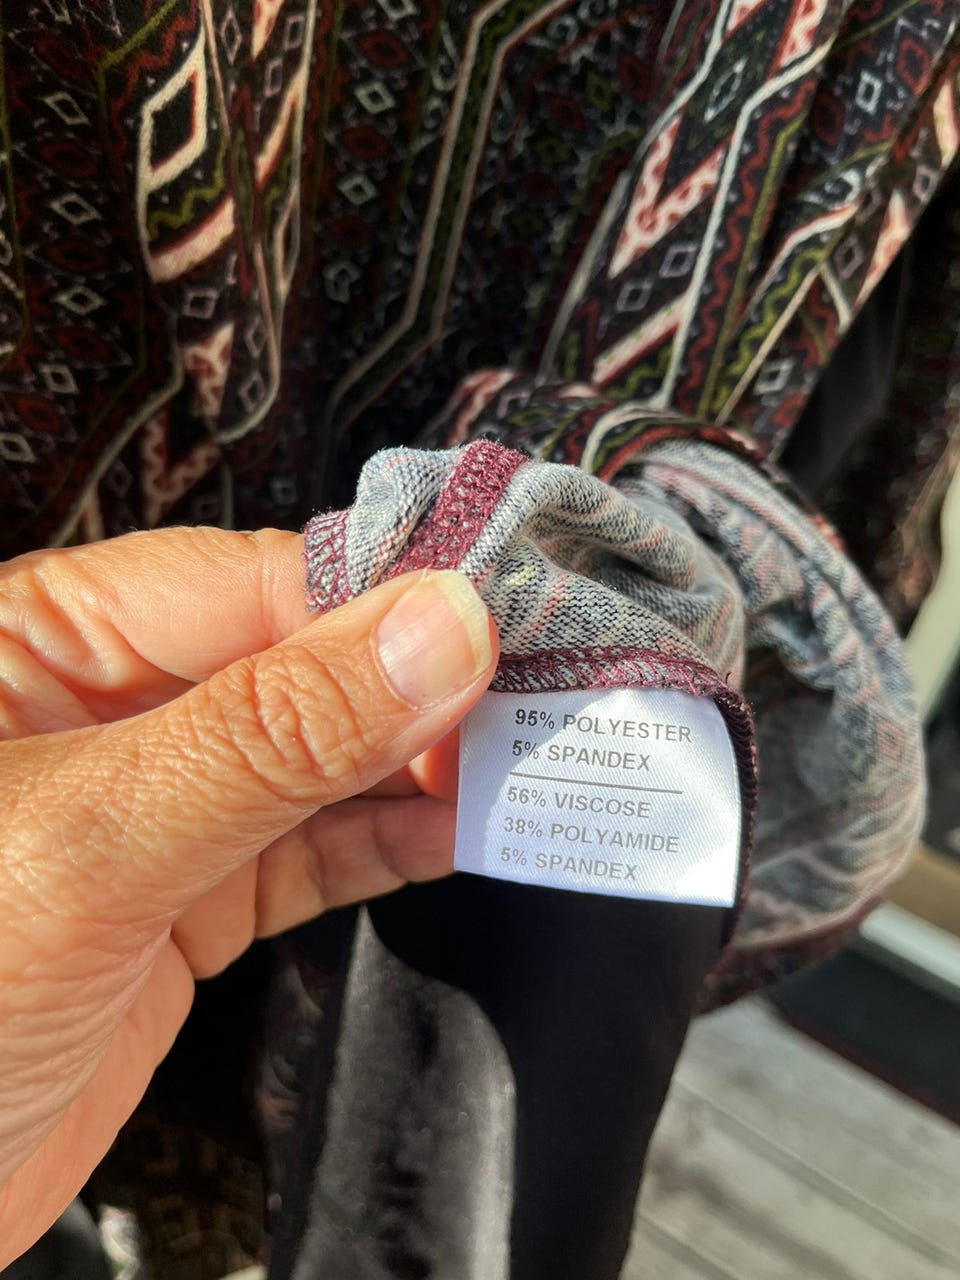 95% POLYESTER
5% SPANDEX
56% VISCOSE
38% POLYAMIDE
5% SPANDEX